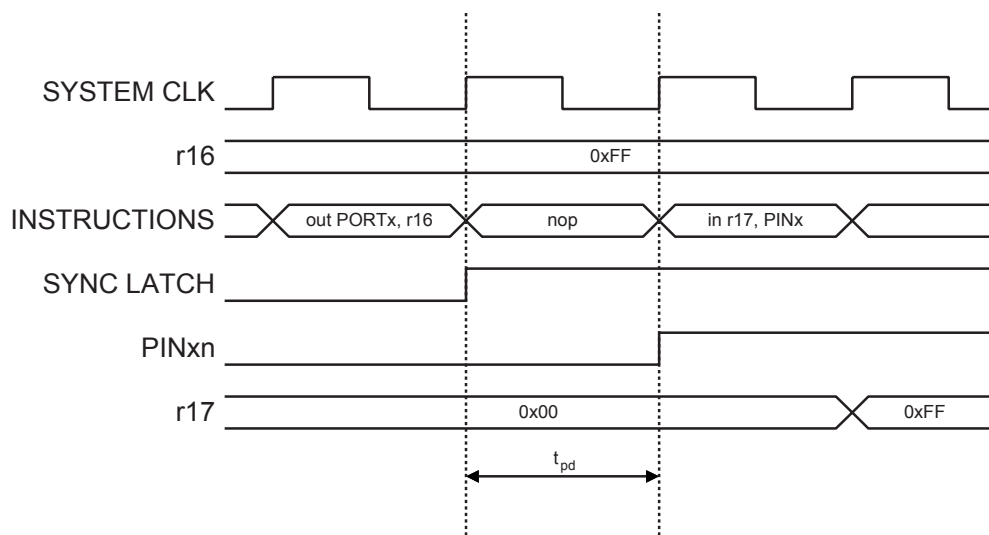 SYSTEM CLK
r16
0xFF
INSTRUCTIONS
out PORTx, r16
nop
in r17, PINx
SYNC LATCH
PINxn
r17
0x00
0xFF
tpd